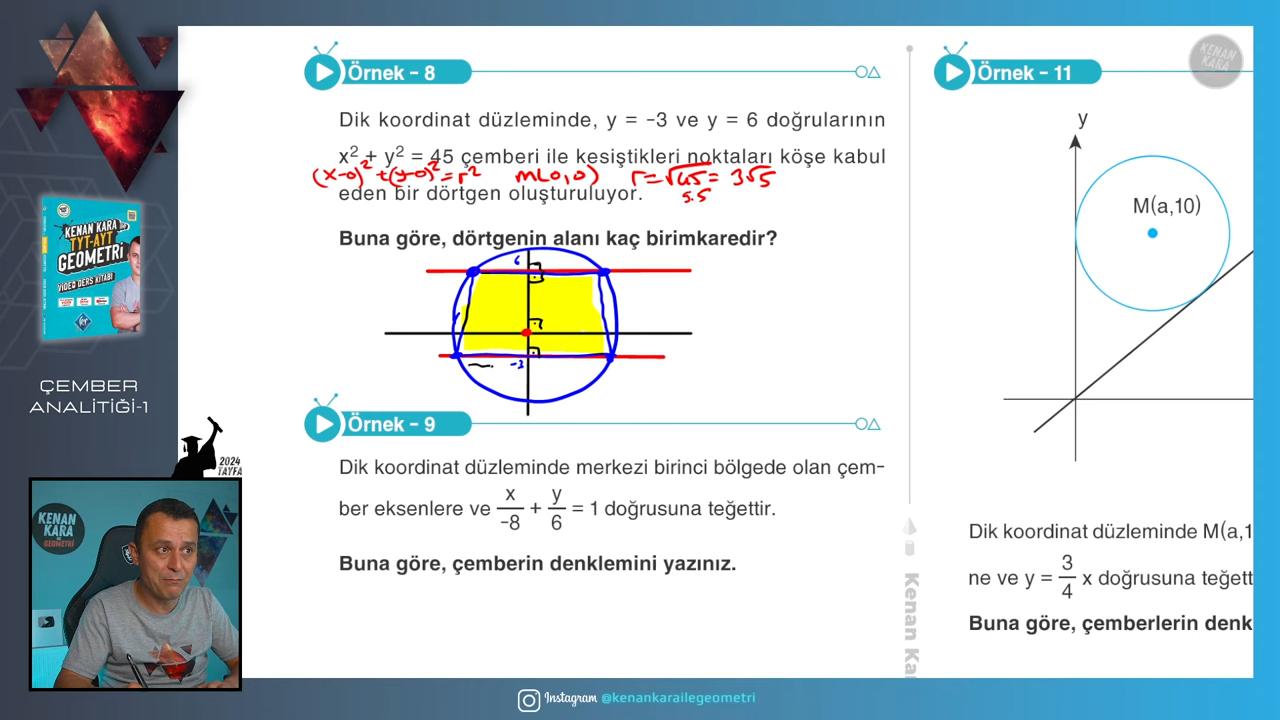 KENAN KARA
TYT-AYT
GEOMETRİ
VİDEO DERS KİTABI
ÇEMBER
ANALİTİĞİ-1
2024
TAYFA
KENAN
KARA
GEOMETRİ
Örnek - 8
Dik koordinat düzleminde, y = -3 ve y = 6 doğrularının
x² + y² = 45 çemberi ile kesiştikleri noktaları köşe kabul
(x-0)² + (y-0)² = r² M(0,0) r = √45 = 3√5
eden bir dörtgen oluşturuluyor.
5.5
Buna göre, dörtgenin alanı kaç birimkaredir?
6
-3
Örnek - 9
Dik koordinat düzleminde merkezi birinci bölgede olan çem-
ber eksenlere ve x/-8 + y/6 = 1 doğrusuna teğettir.
Buna göre, çemberin denklemini yazınız.
Kenan Ka
Örnek - 11
KENAN
KARA
y
M(a,10)
Dik koordinat düzleminde M(a,1
ne ve y = 3/4 x doğrusuna teğett
Buna göre, çemberlerin denk
Instagram @kenankarailegeometri